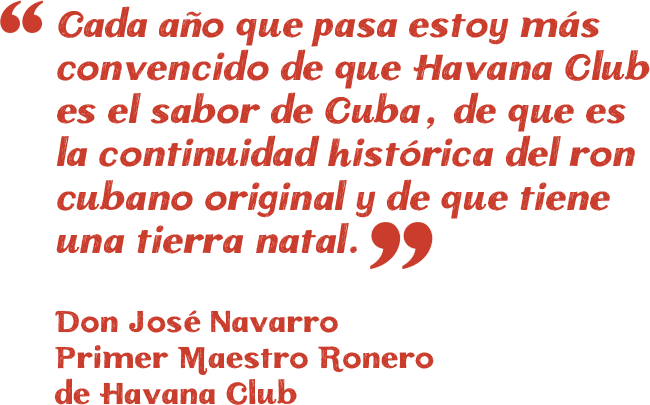 “Cada año que pasa estoy más
convencido de que Havana Club
es el sabor de Cuba, de que es
la continuidad histórica del ron
cubano original y de que tiene
una tierra natal.”
Don José Navarro
Primer Maestro Ronero
de Havana Club